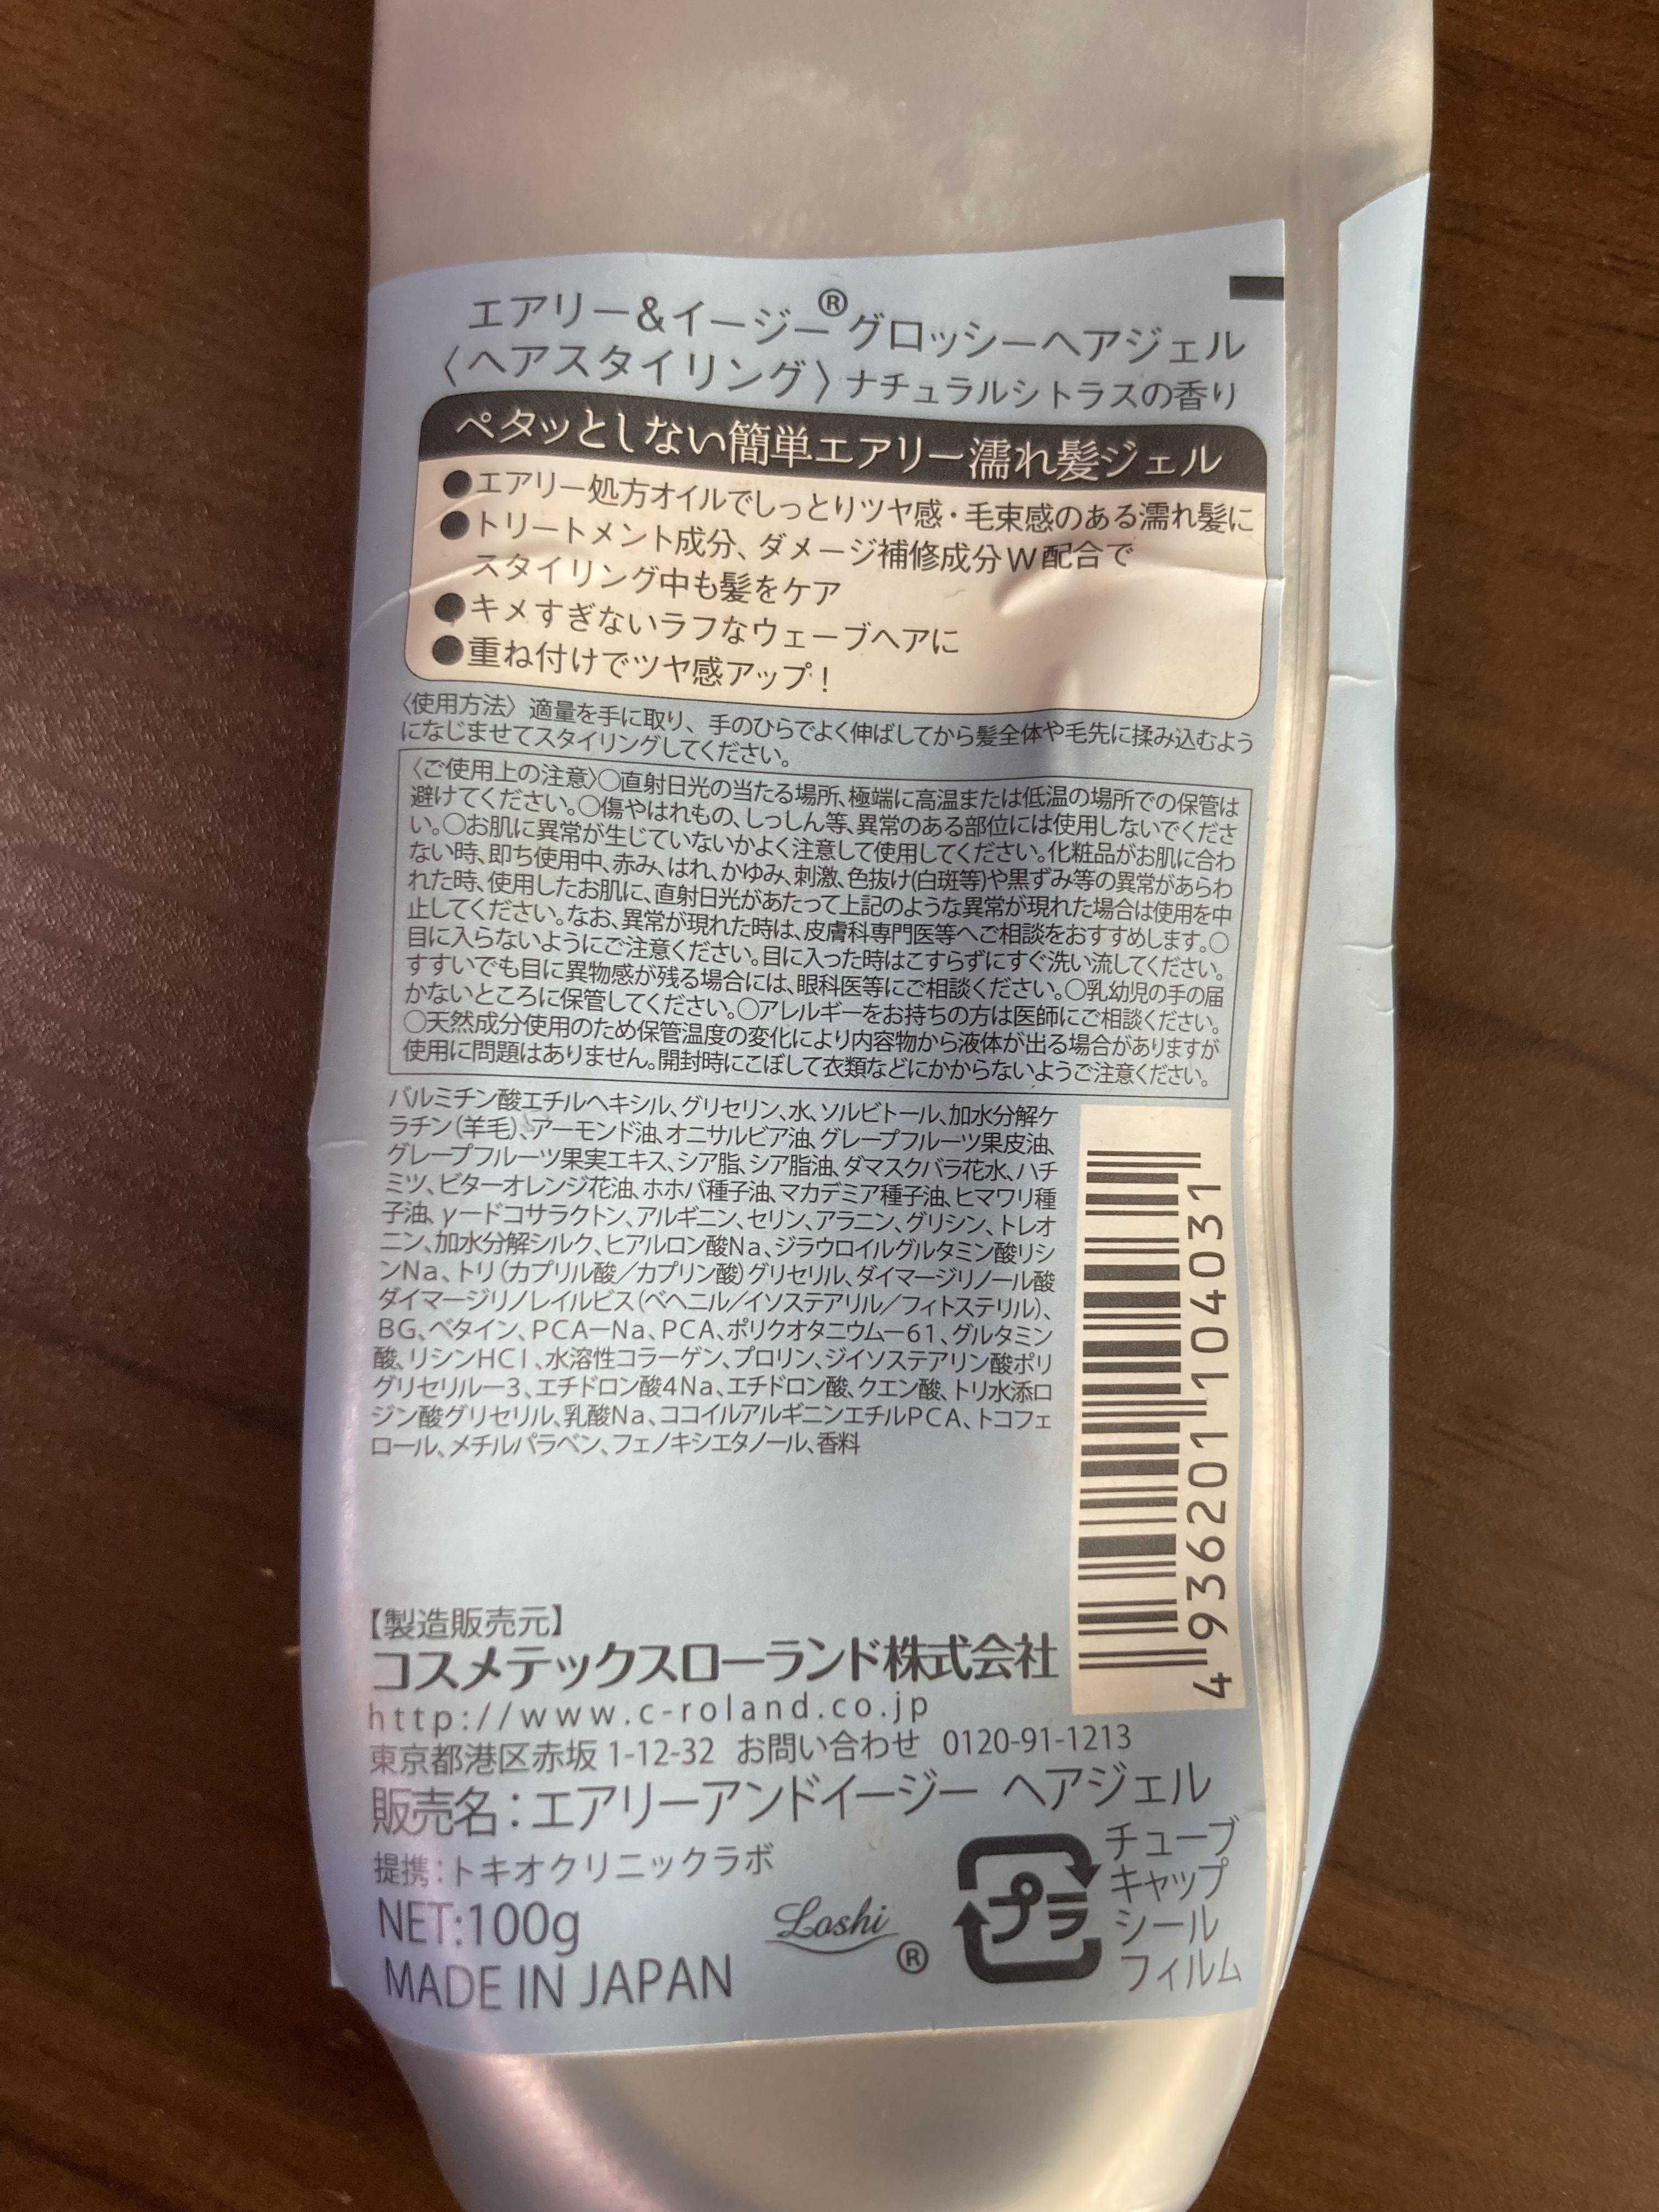 エアリー&イージー®グロッシーヘアジェル
〈ヘアスタイリング〉ナチュラルシトラスの香り
ペタッとしない簡単エアリー濡れ髪ジェル
●エアリー処方オイルでしっとりツヤ感・毛束感のある濡れ髪に
●トリートメント成分、ダメージ補修成分W配合で
スタイリング中も髪をケア
●キメすぎないラフなウェーブヘアに
●重ね付けでツヤ感アップ!
〈使用方法〉適量を手に取り、手のひらでよく伸ばしてから髪全体や毛先に揉み込むよう
になじませてスタイリングしてください。
〈ご使用上の注意〉○直射日光の当たる場所、極端に高温または低温の場所での保管は
避けてください。○傷やはれもの、しっしん等、異常のある部位には使用しないでくださ
い。○お肌に異常が生じていないかよく注意して使用してください。化粧品がお肌に合わ
ない時、即ち使用中、赤み、はれ、かゆみ、刺激、色抜け(白斑等)や黒ずみ等の異常があらわ
れた時、使用したお肌に、直射日光があたって上記のような異常が現れた場合は使用を中
止してください。なお、異常が現れた時は、皮膚科専門医等へご相談をおすすめします。○
目に入らないようにご注意ください。目に入った時はこすらずにすぐ洗い流してください。
すすいでも目に異物感が残る場合には、眼科医等にご相談ください。○乳幼児の手の届
かないところに保管してください。○アレルギーをお持ちの方は医師にご相談ください。
○天然成分使用のため保管温度の変化により内容物から液体が出る場合がありますが
使用に問題はありません。開封時にこぼして衣類などにかからないようご注意ください。
パルミチン酸エチルヘキシル、グリセリン、水、ソルビトール、加水分解ケ
ラチン(羊毛)、アーモンド油、オニサルビア油、グレープフルーツ果皮油、
グレープフルーツ果実エキス、シア脂、シア脂油、ダマスクバラ花水、ハチ
ミツ、ビターオレンジ花油、ホホバ種子油、マカデミア種子油、ヒマワリ種
子油、γードコサラクトン、アルギニン、セリン、アラニン、グリシン、トレオ
ニン、加水分解シルク、ヒアルロン酸Na、ジラウロイルグルタミン酸リシ
ンNa、トリ(カプリル酸/カプリン酸)グリセリル、ダイマージリノール酸
ダイマージリノレイルビス(ベヘニル/イソステアリル/フィトステリル)、
BG、ベタイン、PCAーNa、PCA、ポリクオタニウムー61、グルタミン
酸、リシンHCl、水溶性コラーゲン、プロリン、ジイソステアリン酸ポリ
グリセリルー3、エチドロン酸4Na、エチドロン酸、クエン酸、トリ水添ロ
ジン酸グリセリル、乳酸Na、ココイルアルギニンエチルPCA、トコフェ
ロール、メチルパラベン、フェノキシエタノール、香料
4936201104031
【製造販売元】
コスメテックスローランド株式会社
http://www.c-roland.co.jp
東京都港区赤坂 1-12-32 お問い合わせ 0120-91-1213
販売名:エアリーアンドイージー ヘアジェル
提携:トキオクリニックラボ
NET:100g
MADE IN JAPAN
Loshi®
プラ
チューブ
キャップ
シール
フィルム